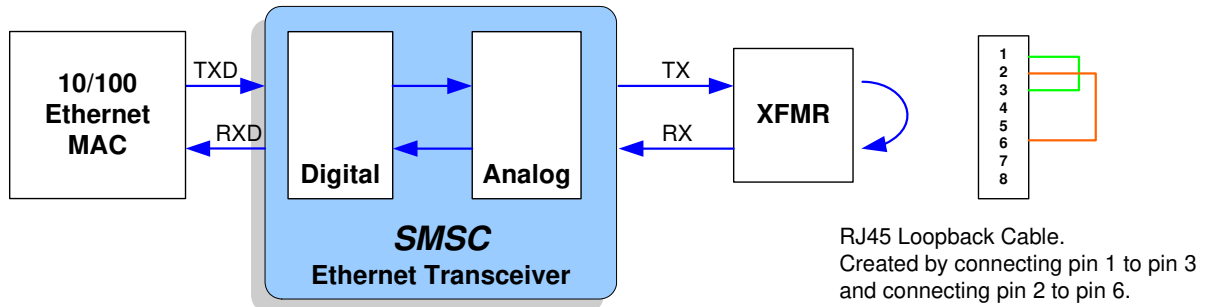 10/100
Ethernet
MAC
TXD
RXD
Digital
Analog
SMSC
Ethernet Transceiver
TX
RX
XFMR
1
2
3
4
5
6
7
8
RJ45 Loopback Cable.
Created by connecting pin 1 to pin 3
and connecting pin 2 to pin 6.